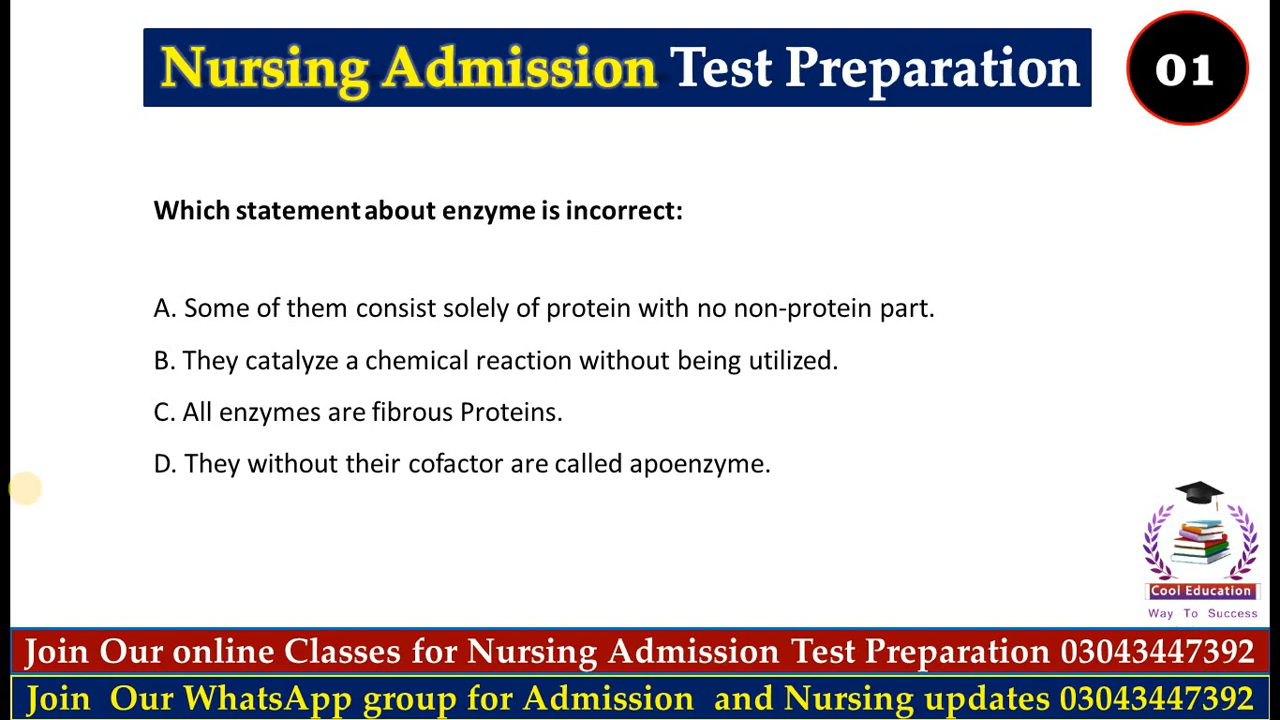 Nursing Admission Test Preparation
01
Which statement about enzyme is incorrect:
A. Some of them consist solely of protein with no non-protein part.
B. They catalyze a chemical reaction without being utilized.
C. All enzymes are fibrous Proteins.
D. They without their cofactor are called apoenzyme.
Cool Education
Way To Success
Join Our online Classes for Nursing Admission Test Preparation 03043447392
Join Our WhatsApp group for Admission and Nursing updates 03043447392